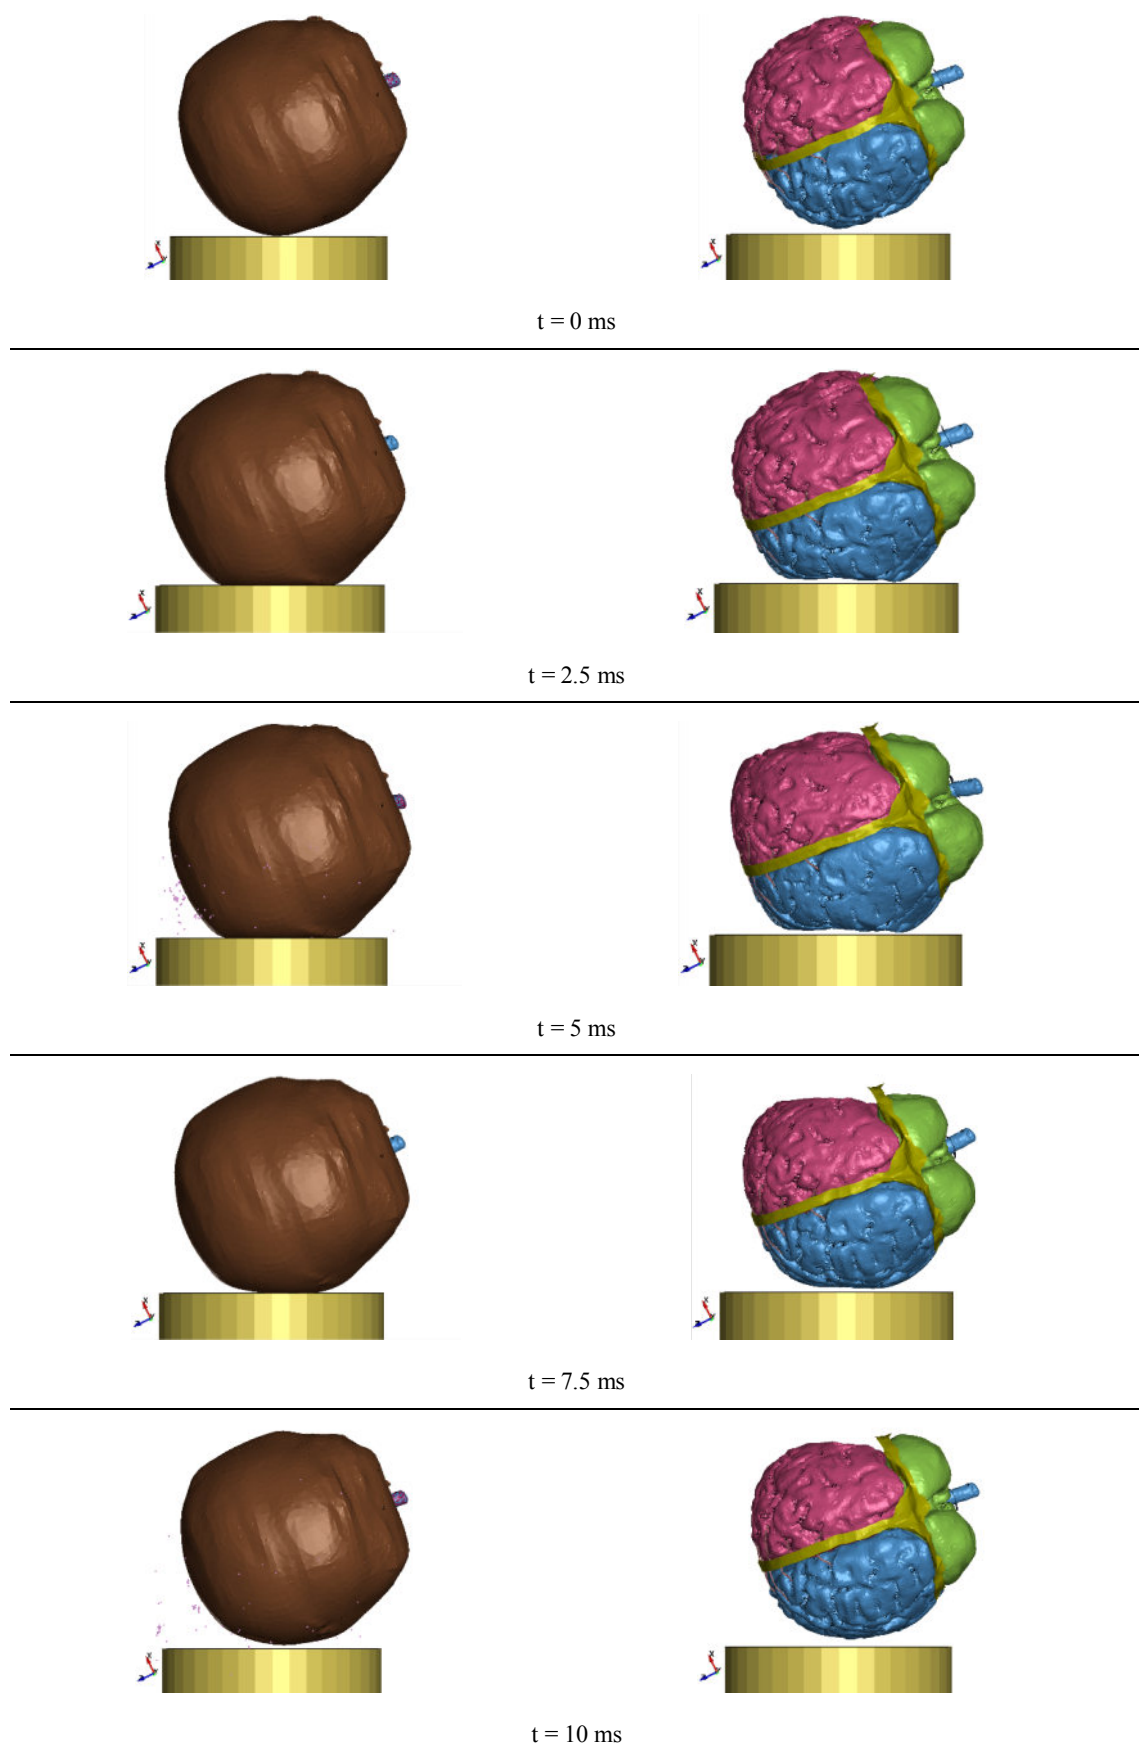 t = 0 ms
t = 2.5 ms
t = 5 ms
t = 7.5 ms
t = 10 ms